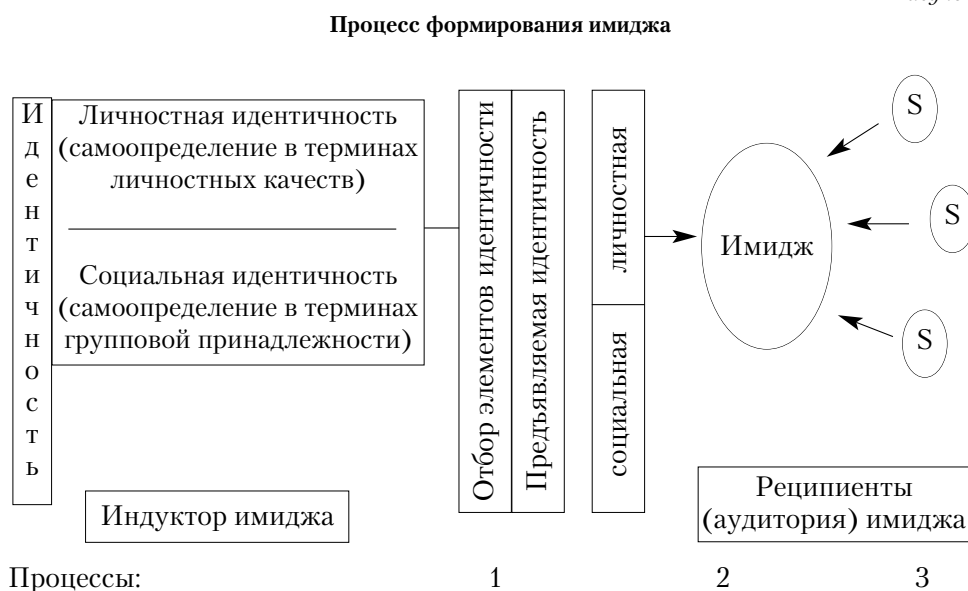 Процесс формирования имиджа
Идентичность
Личностная идентичность
(самоопределение в терминах
личностных качеств)
Социальная идентичность
(самоопределение в терминах
групповой принадлежности)
Отбор элементов идентичности
Предъявляемая идентичность
личностная
социальная
Имидж
S
S
S
Индуктор имиджа
Реципиенты
(аудитория) имиджа
Процессы: 1 2 3